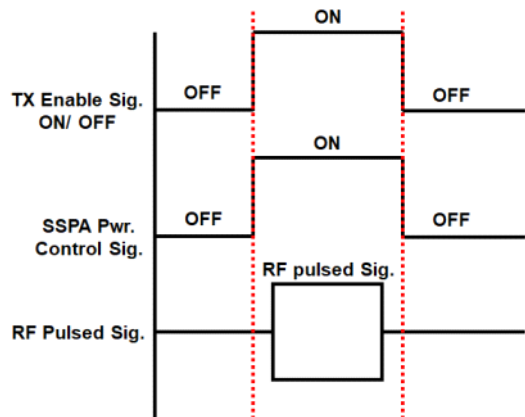 ON
TX Enable Sig.
ON/ OFF
OFF
OFF
ON
SSPA Pwr.
Control Sig.
OFF
OFF
RF pulsed Sig.
RF Pulsed Sig.